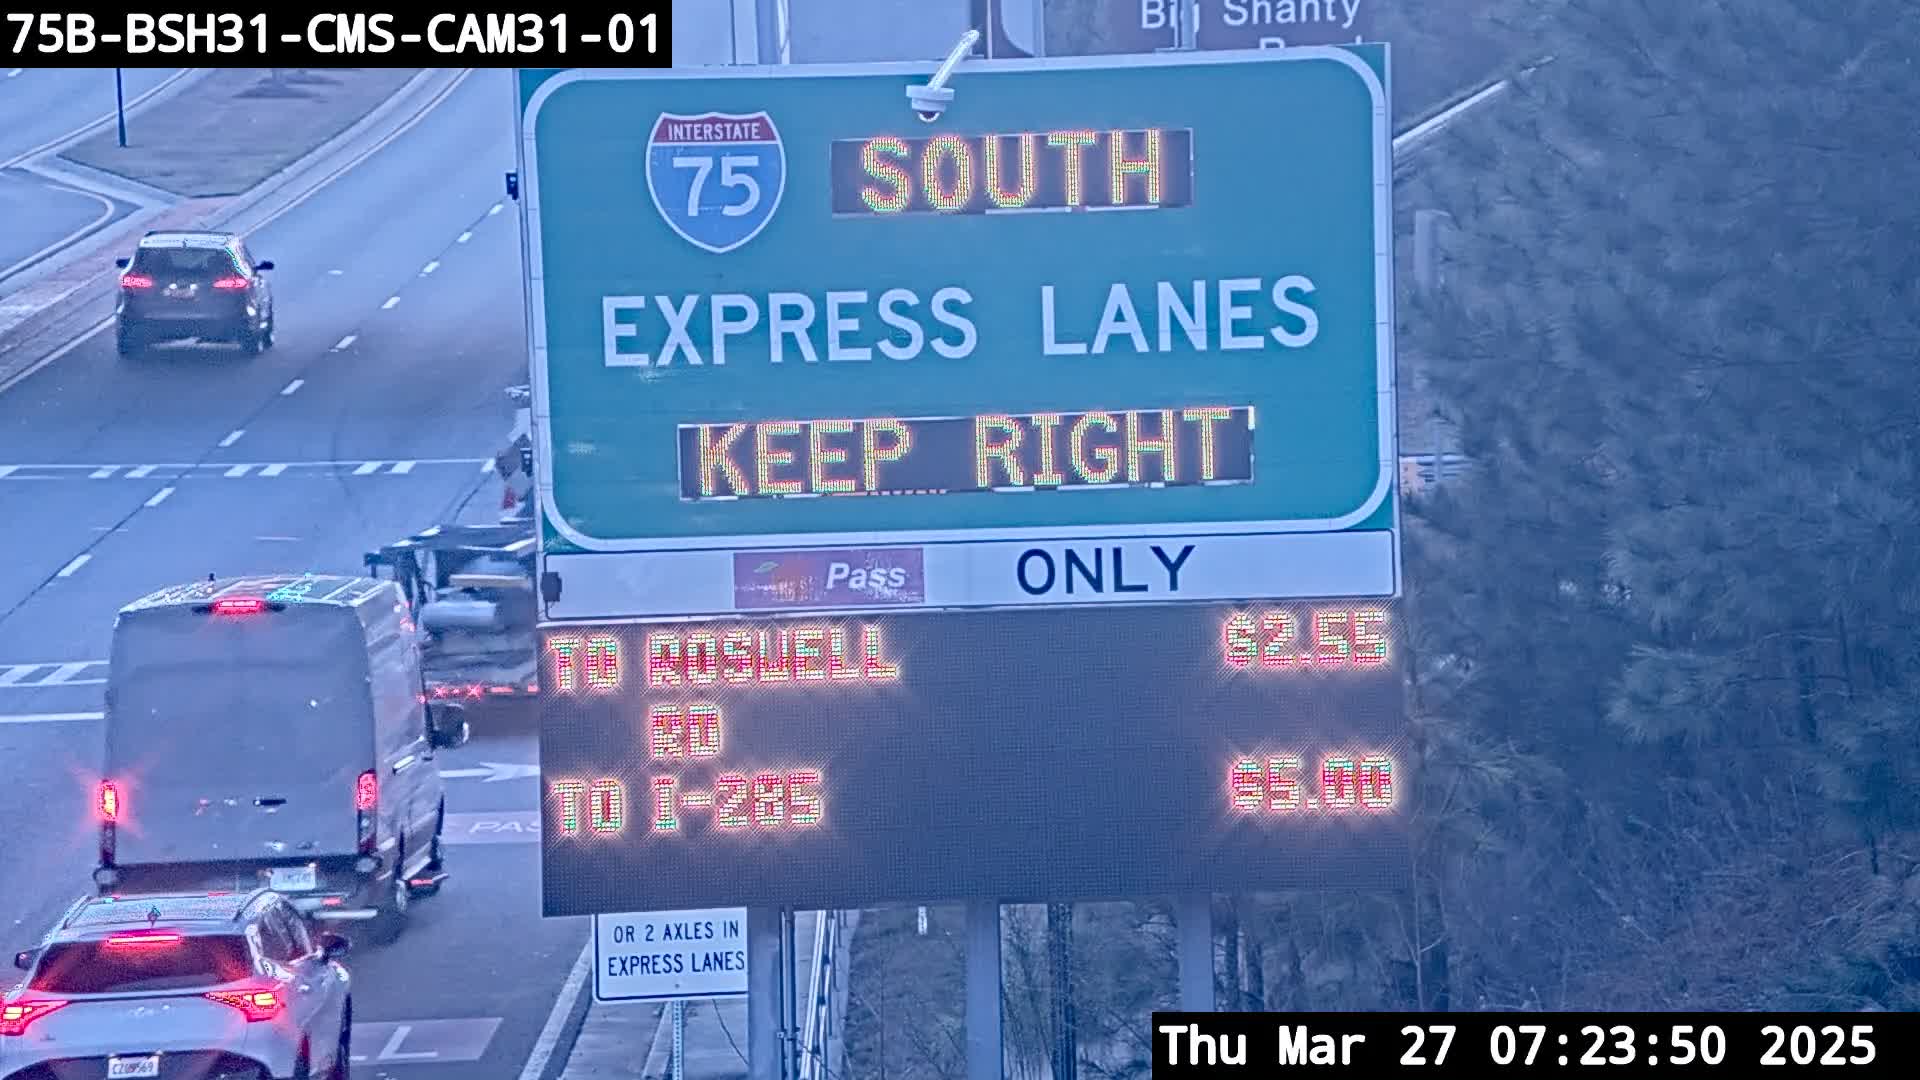 75B-BSH31-CMS-CAM31-01
Big Shanty
INTERSTATE
75
SOUTH
EXPRESS LANES
KEEP RIGHT
Pass ONLY
TO ROSWELL $2.55
RD
TO I-285 $5.00
OR 2 AXLES IN
EXPRESS LANES
Thu Mar 27 07:23:50 2025